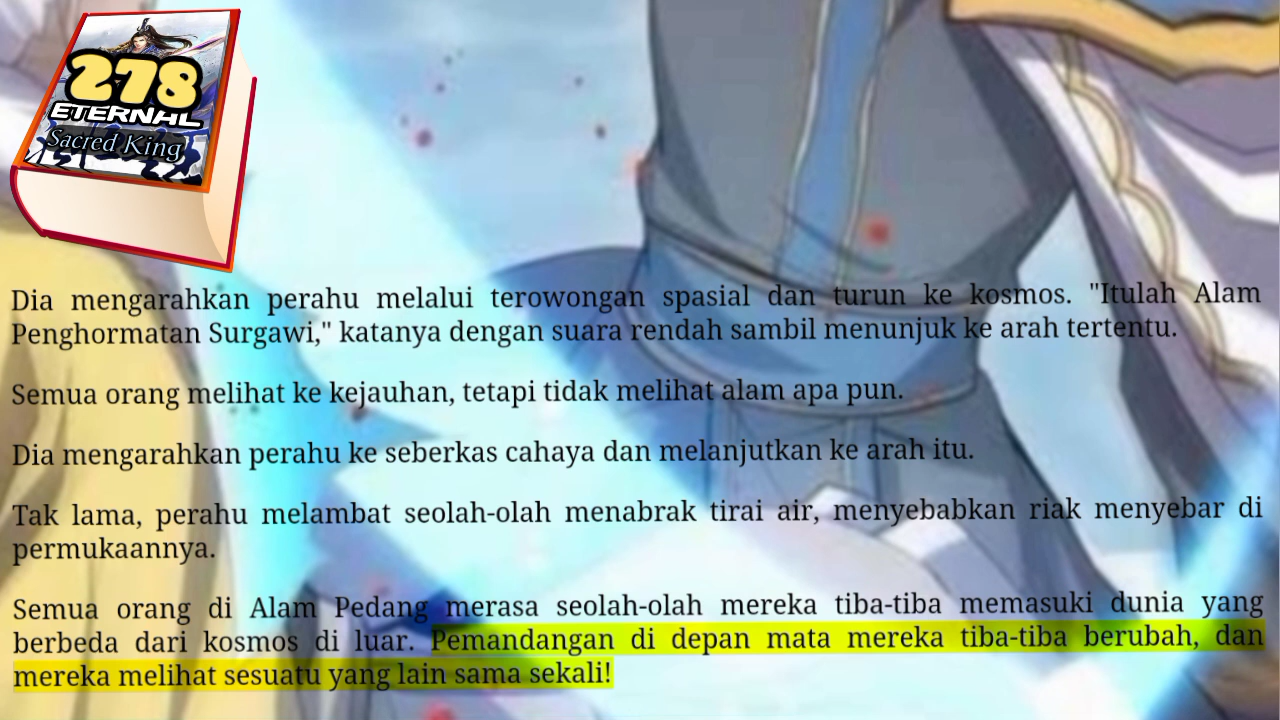 278
ETERNAL
Sacred King
Dia mengarahkan perahu melalui terowongan spasial dan turun ke kosmos. "Itulah Alam
Penghormatan Surgawi," katanya dengan suara rendah sambil menunjuk ke arah tertentu.
Semua orang melihat ke kejauhan, tetapi tidak melihat alam apa pun.
Dia mengarahkan perahu ke seberkas cahaya dan melanjutkan ke arah itu.
Tak lama, perahu melambat seolah-olah menabrak tirai air, menyebabkan riak menyebar di
permukaannya.
Semua orang di Alam Pedang merasa seolah-olah mereka tiba-tiba memasuki dunia yang
berbeda dari kosmos di luar. Pemandangan di depan mata mereka tiba-tiba berubah, dan
mereka melihat sesuatu yang lain sama sekali!